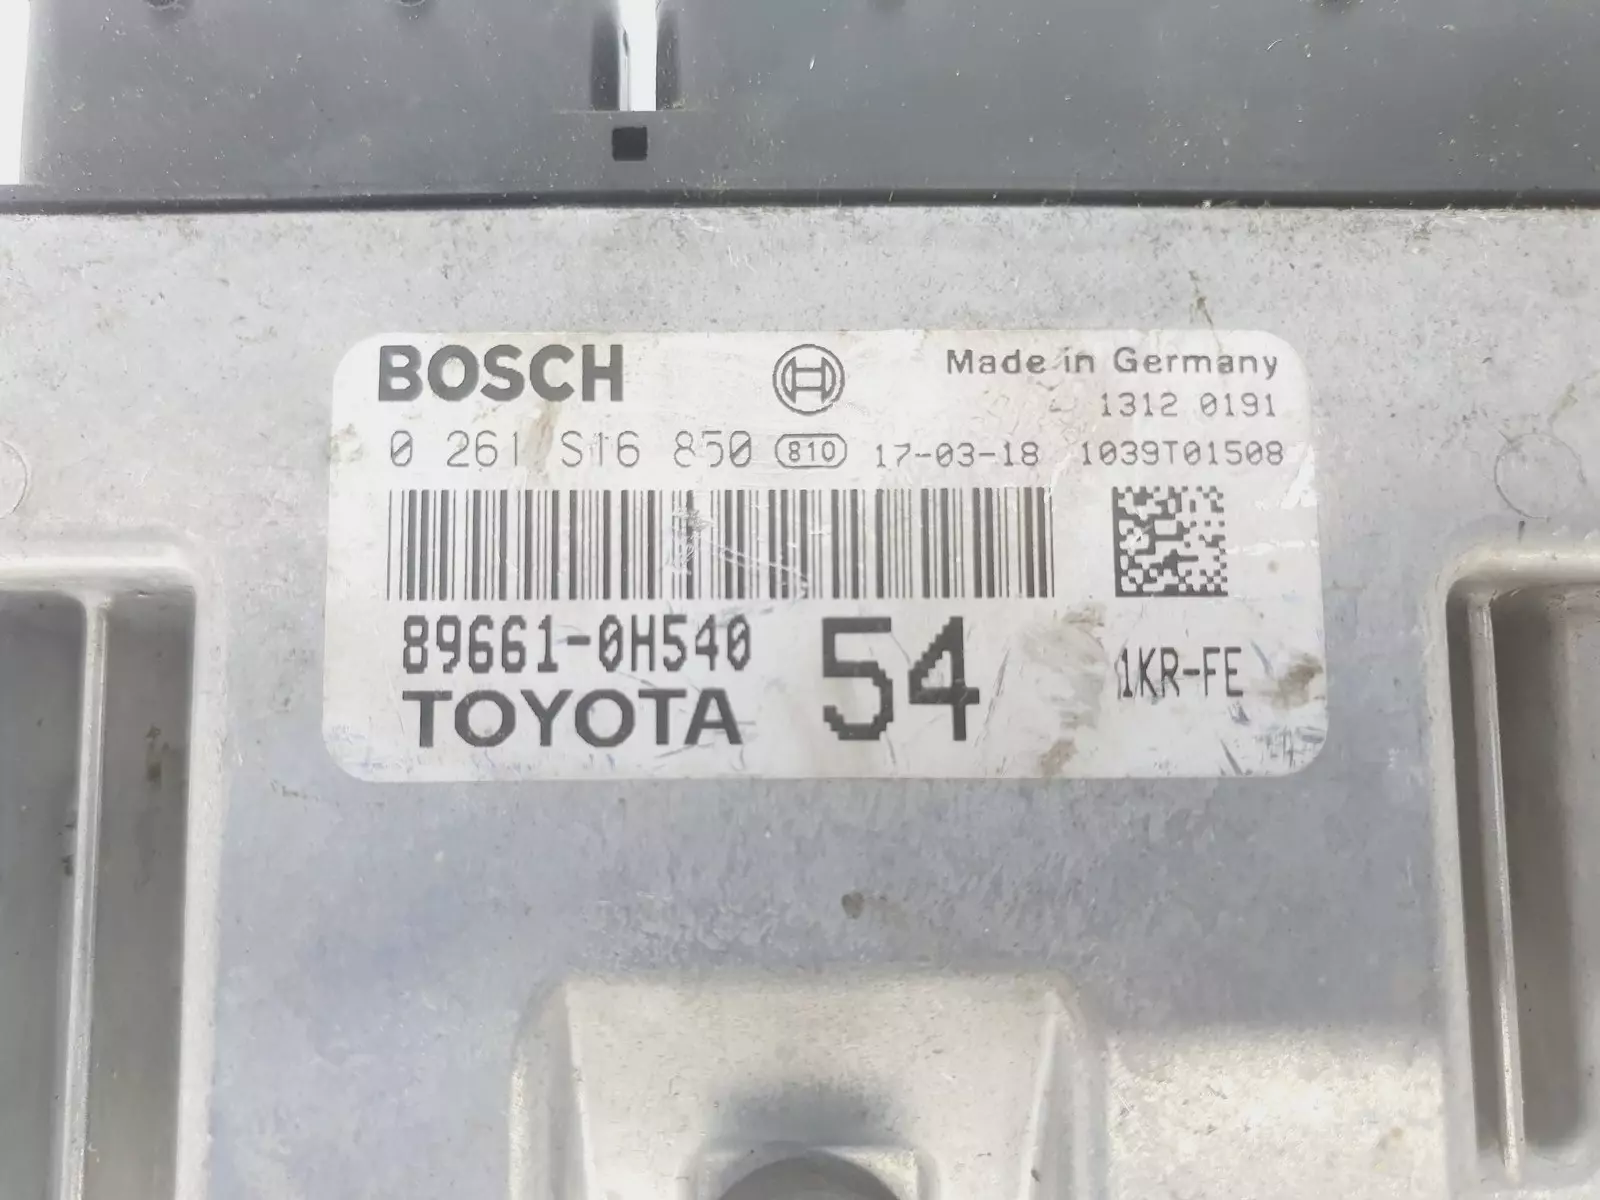 BOSCH Made in Germany
1312 0191
0 261 S16 850 810 17-03-18 1039T01508
89661-0H540 54 1KR-FE
TOYOTA